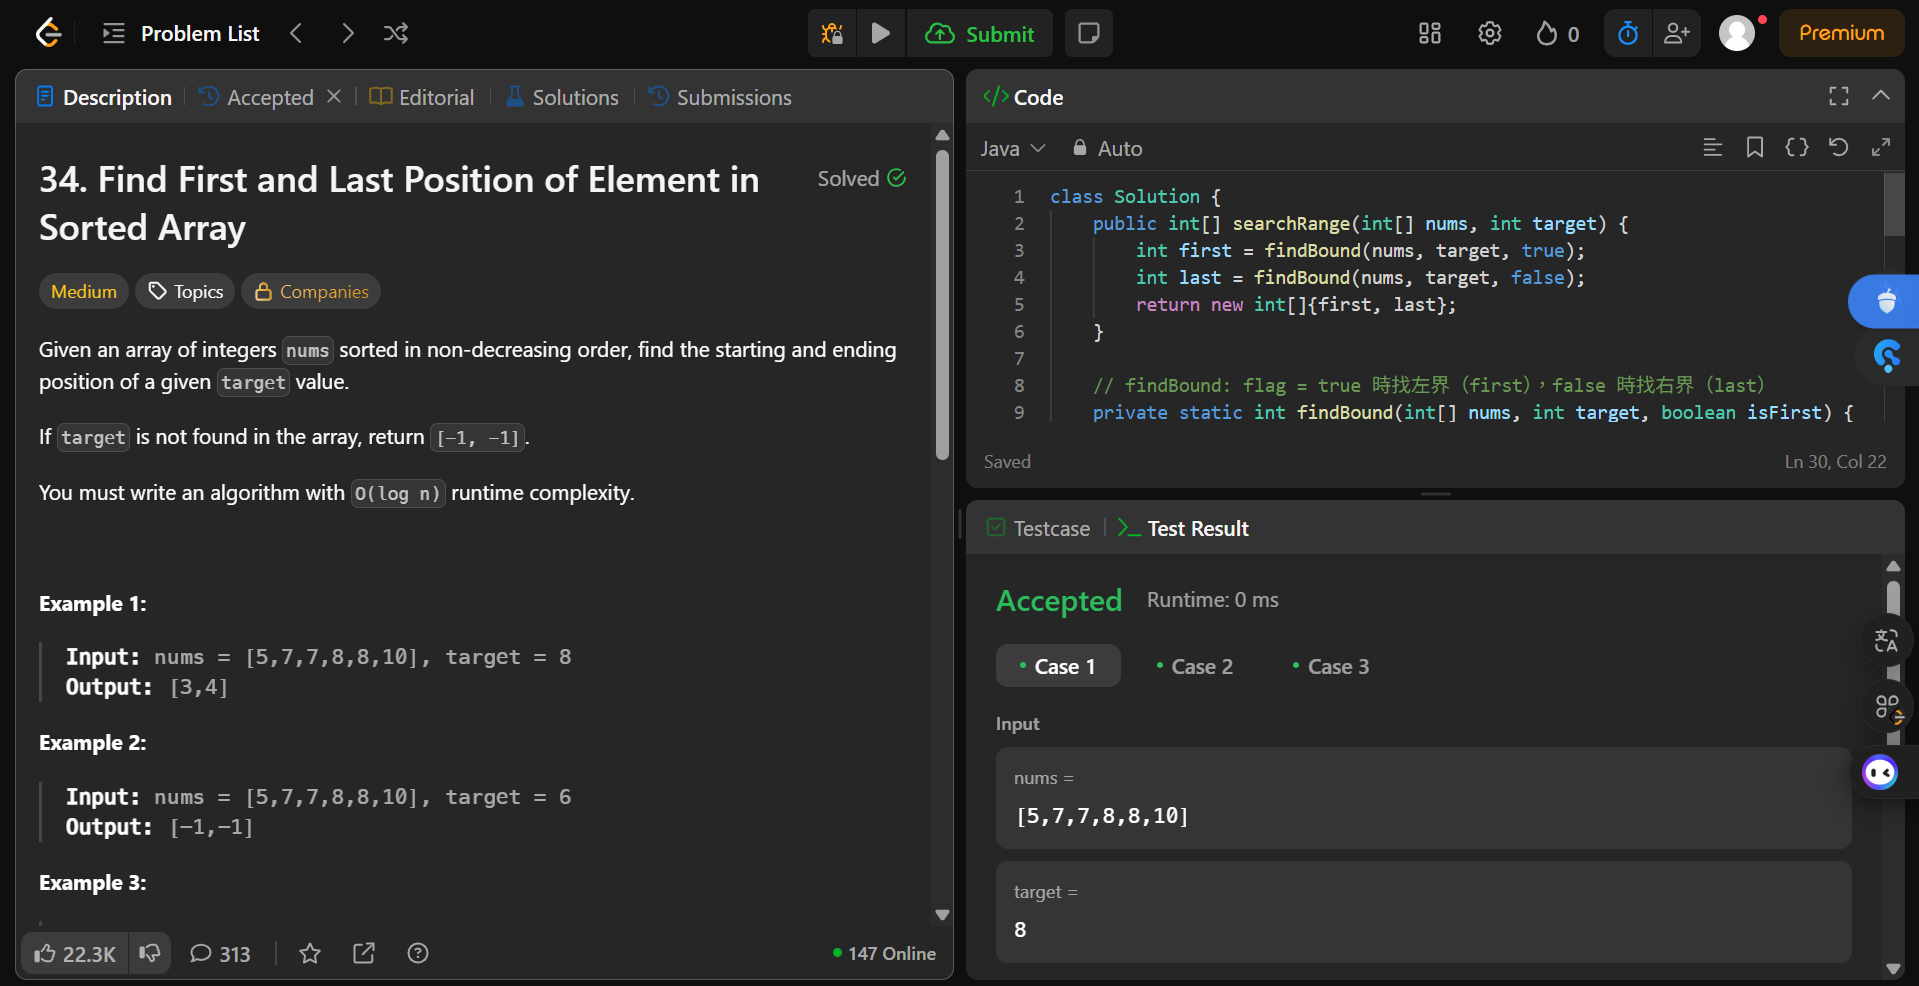 Problem List
Submit
0
Premium
Description
Accepted
Editorial
Solutions
Submissions
34. Find First and Last Position of Element in
Sorted Array
Solved
Medium
Topics
Companies
Given an array of integers nums sorted in non-decreasing order, find the starting and ending
position of a given target value.
If target is not found in the array, return [-1, -1].
You must write an algorithm with O(log n) runtime complexity.
Example 1:
Input: nums = [5,7,7,8,8,10], target = 8
Output: [3,4]
Example 2:
Input: nums = [5,7,7,8,8,10], target = 6
Output: [-1,-1]
Example 3:
22.3K
313
147 Online
Code
Java
Auto
1 class Solution {
2 public int[] searchRange(int[] nums, int target) {
3 int first = findBound(nums, target, true);
4 int last = findBound(nums, target, false);
5 return new int[]{first, last};
6 }
7
8 // findBound: flag = true 時找左界（first），false 時找右界（last）
9 private static int findBound(int[] nums, int target, boolean isFirst) {
Saved
Ln 30, Col 22
Testcase
Test Result
Accepted
Runtime: 0 ms
Case 1
Case 2
Case 3
Input
nums =
[5,7,7,8,8,10]
target =
8